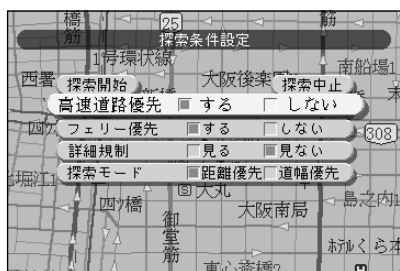 橋筋
25
筋
探索条件設定
1号環状線
南船場1
西署
大阪後楽
探索開始
探索中止
高速道路優先 する しない
フェリー優先 する しない
308
詳細規制 見る 見ない
探索モード 距離優先 道幅優先
北堀江1
大丸
島之内1
四ツ橋
大阪南局
御堂筋
ホテルくら本
東心斎橋2